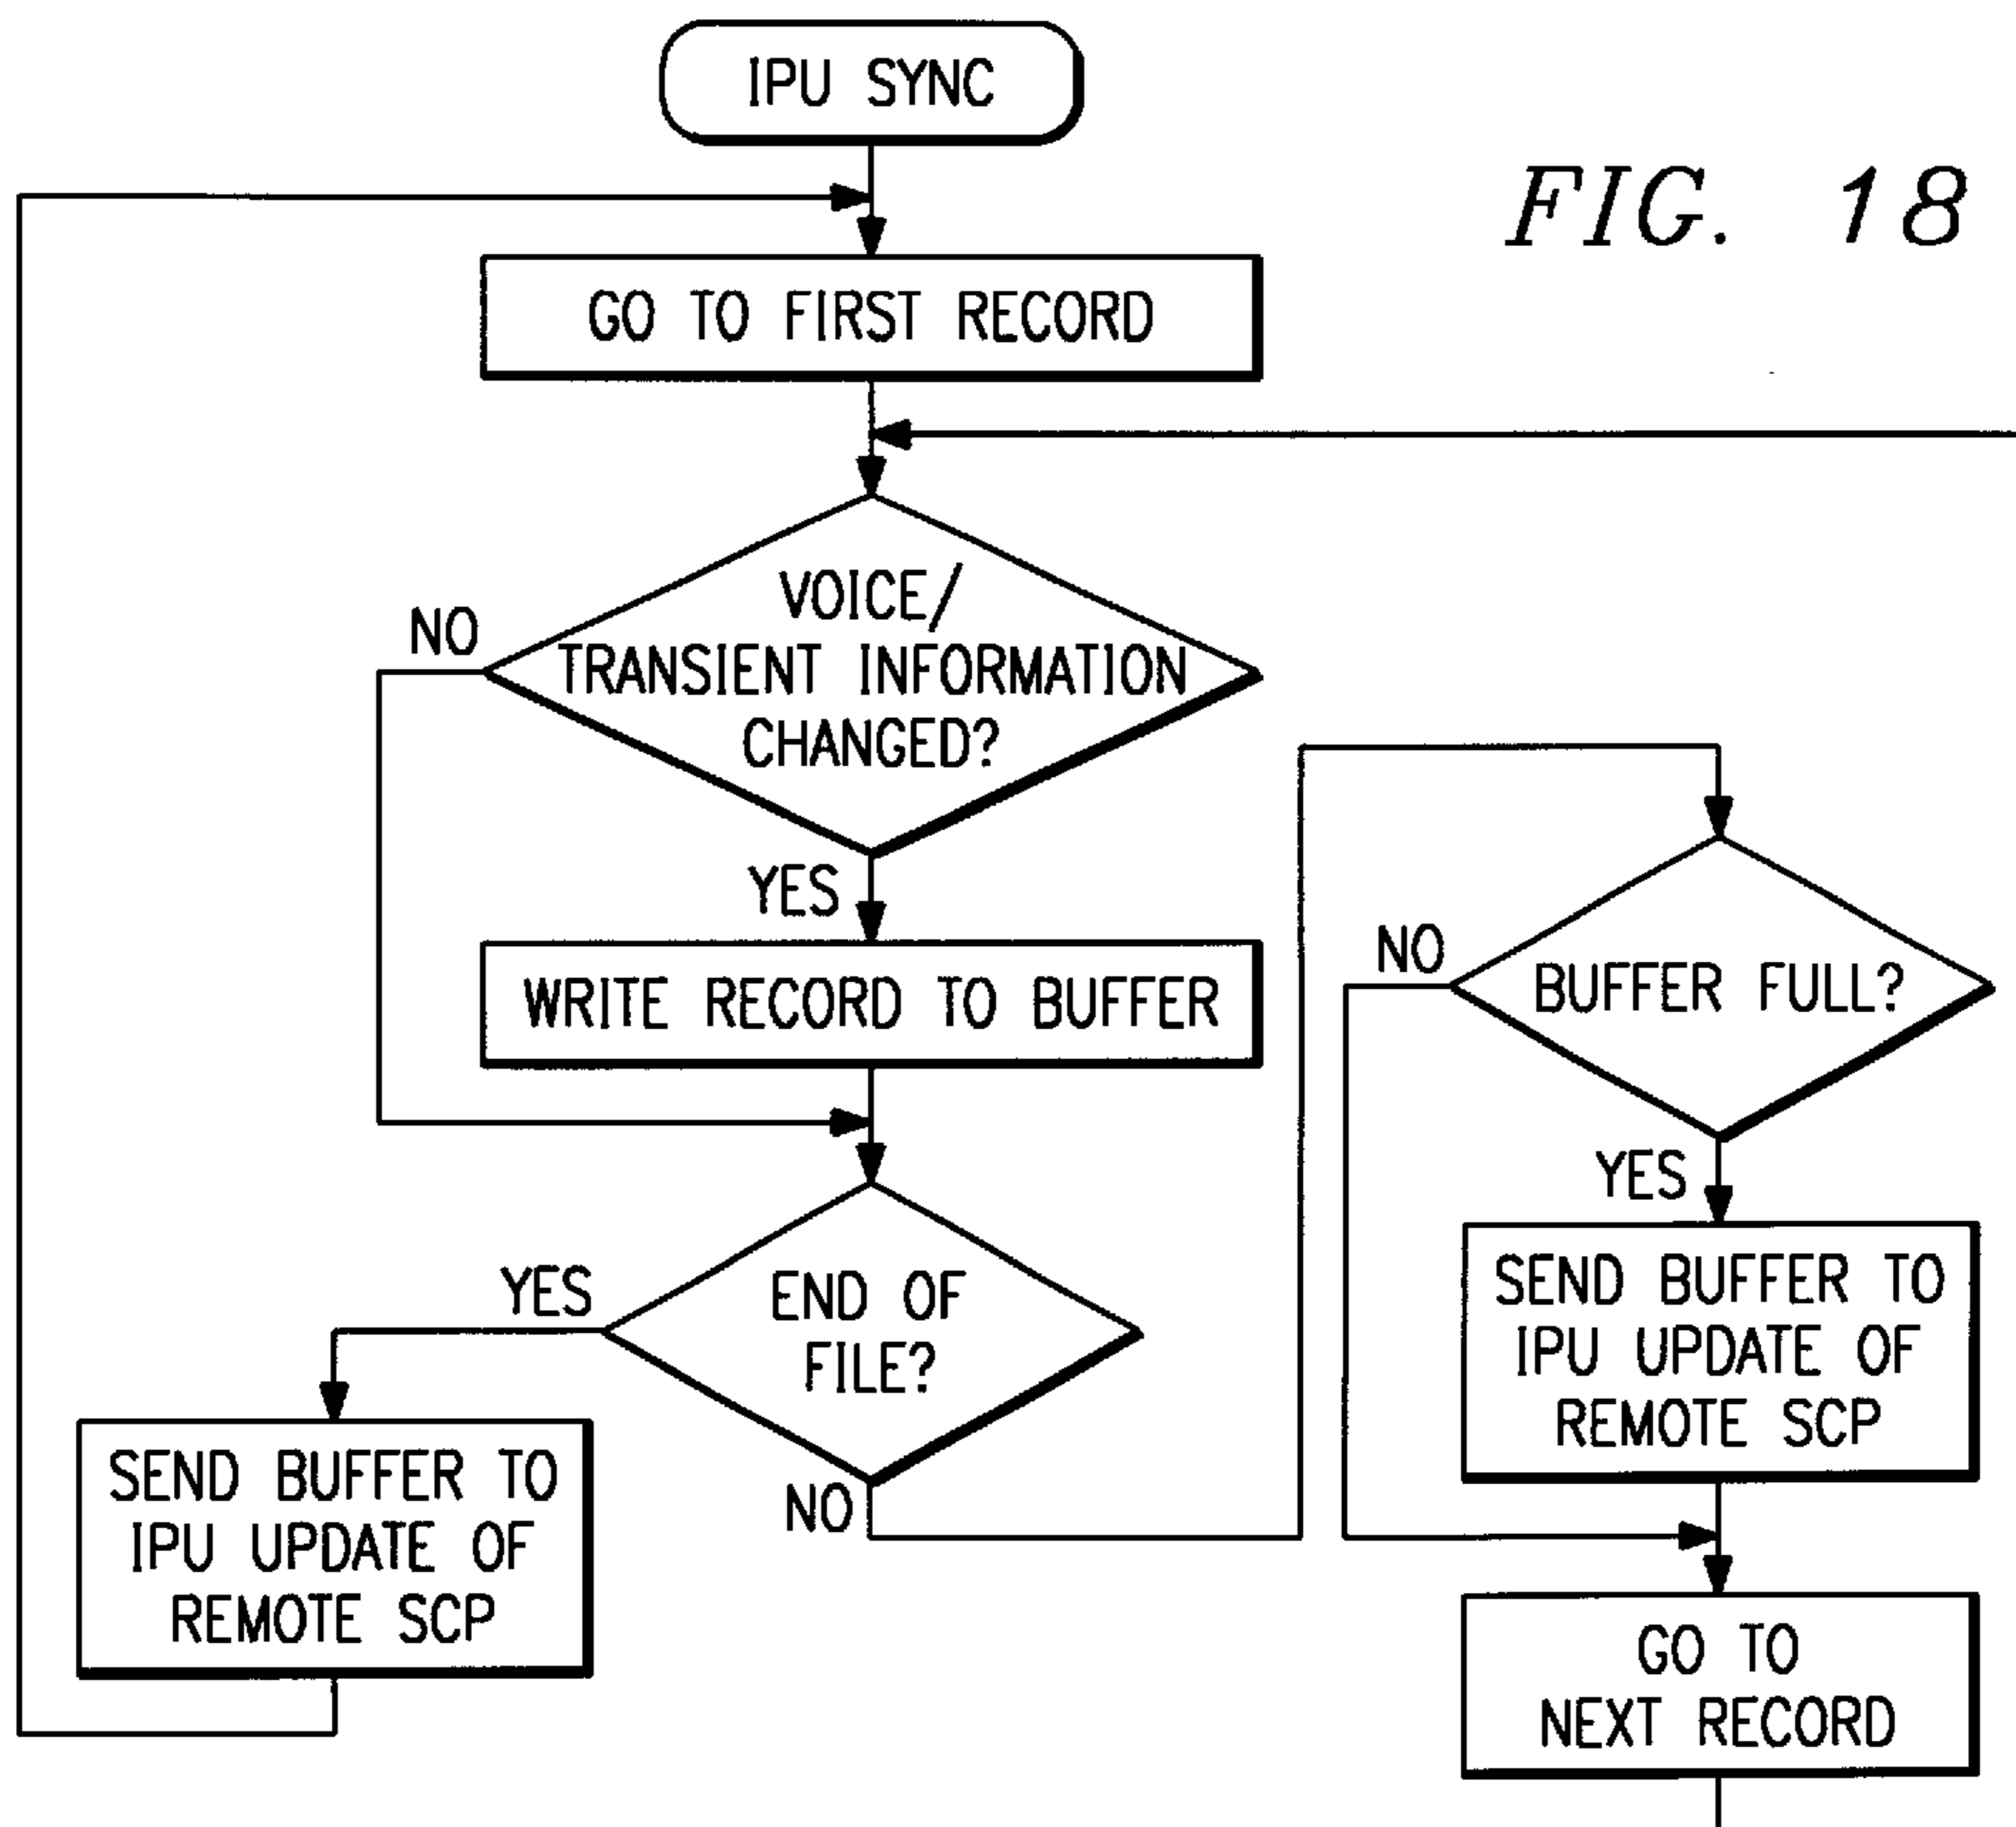 IPU SYNC
FIG. 18
GO TO FIRST RECORD
VOICE/
TRANSIENT INFORMATION
CHANGED?
NO
YES
WRITE RECORD TO BUFFER
END OF
FILE?
YES
NO
SEND BUFFER TO
IPU UPDATE OF
REMOTE SCP
BUFFER FULL?
NO
YES
SEND BUFFER TO
IPU UPDATE OF
REMOTE SCP
GO TO
NEXT RECORD